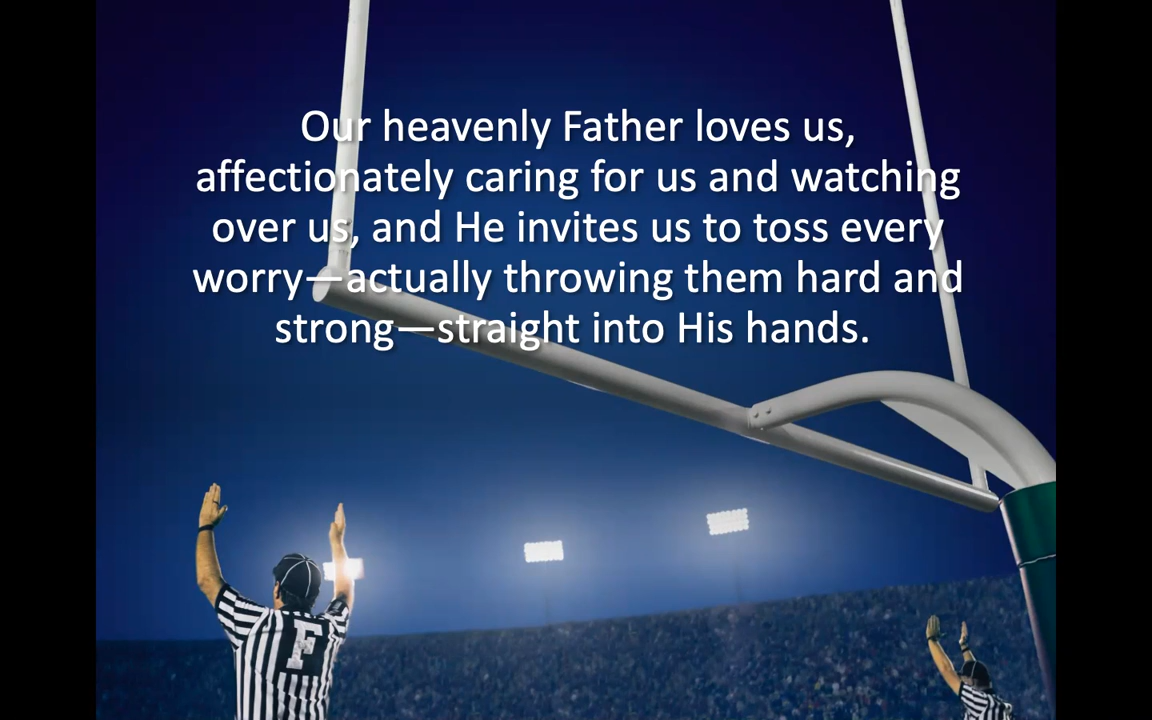 Our heavenly Father loves us,
affectionately caring for us and watching
over us, and He invites us to toss every
worry—actually throwing them hard and
strong—straight into His hands.
F